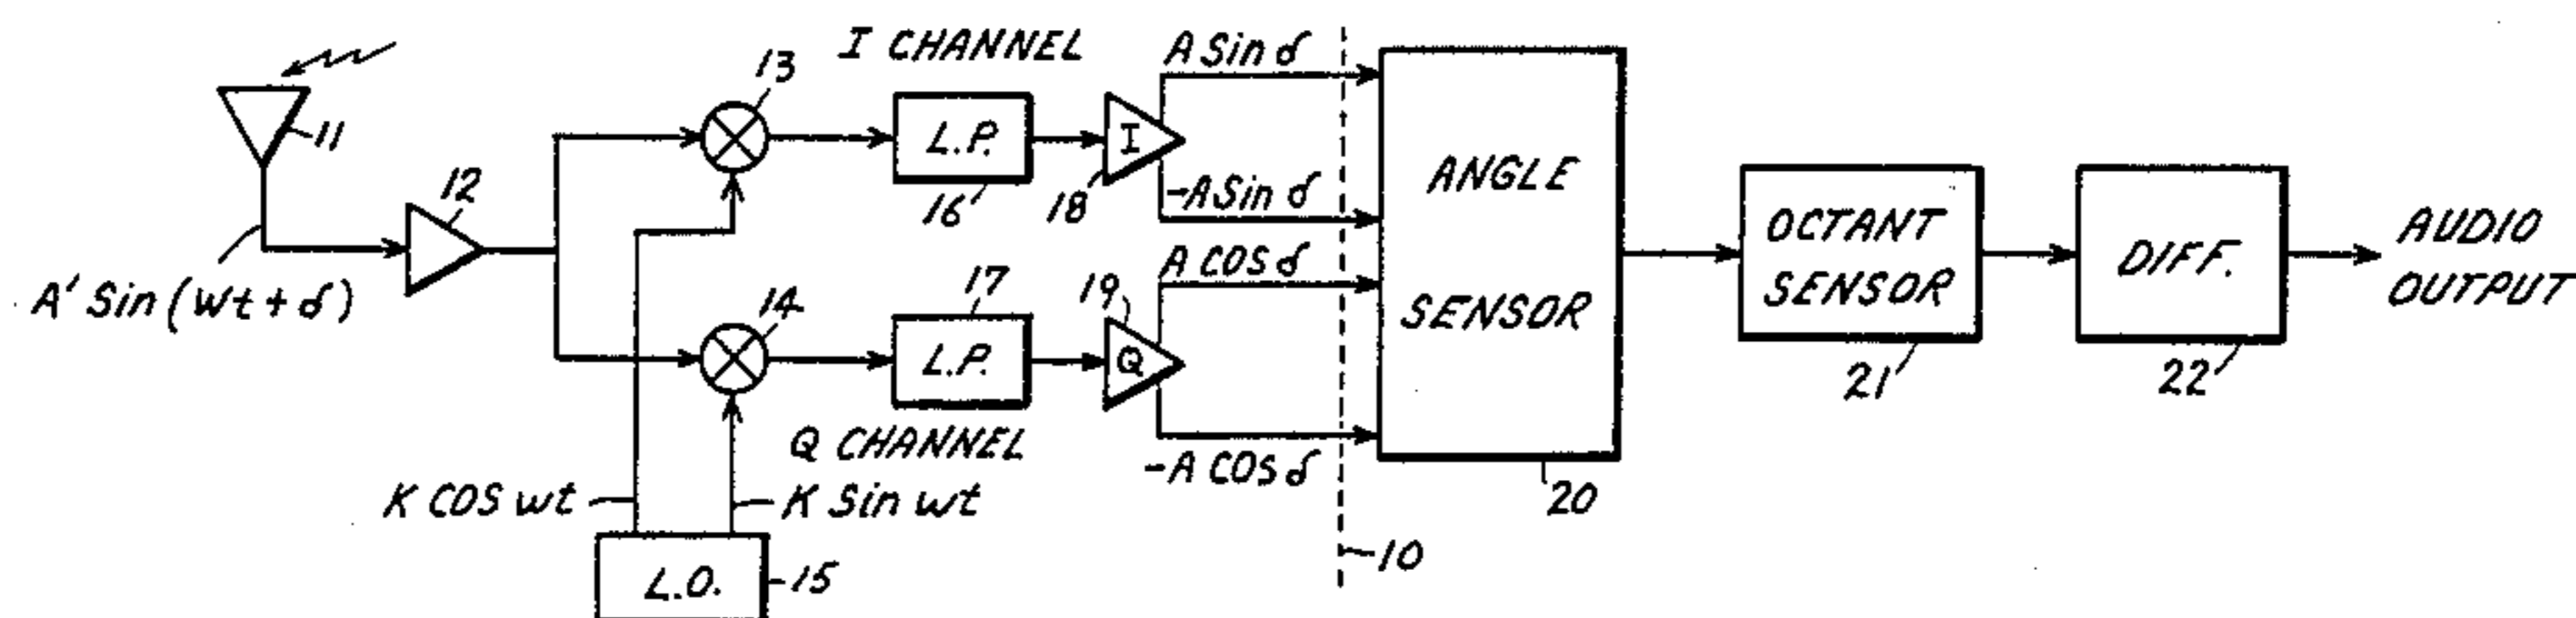 I CHANNEL
A Sin δ
13
11
L.P.
I
16
18
-A Sin δ
12
A' Sin (wt + δ)
ANGLE
SENSOR
20
OCTANT
SENSOR
21
DIFF.
22
AUDIO
OUTPUT
A COS δ
14
17
19
L.P.
Q
Q CHANNEL
-A COS δ
K COS wt
K Sin wt
L.O.
15
10